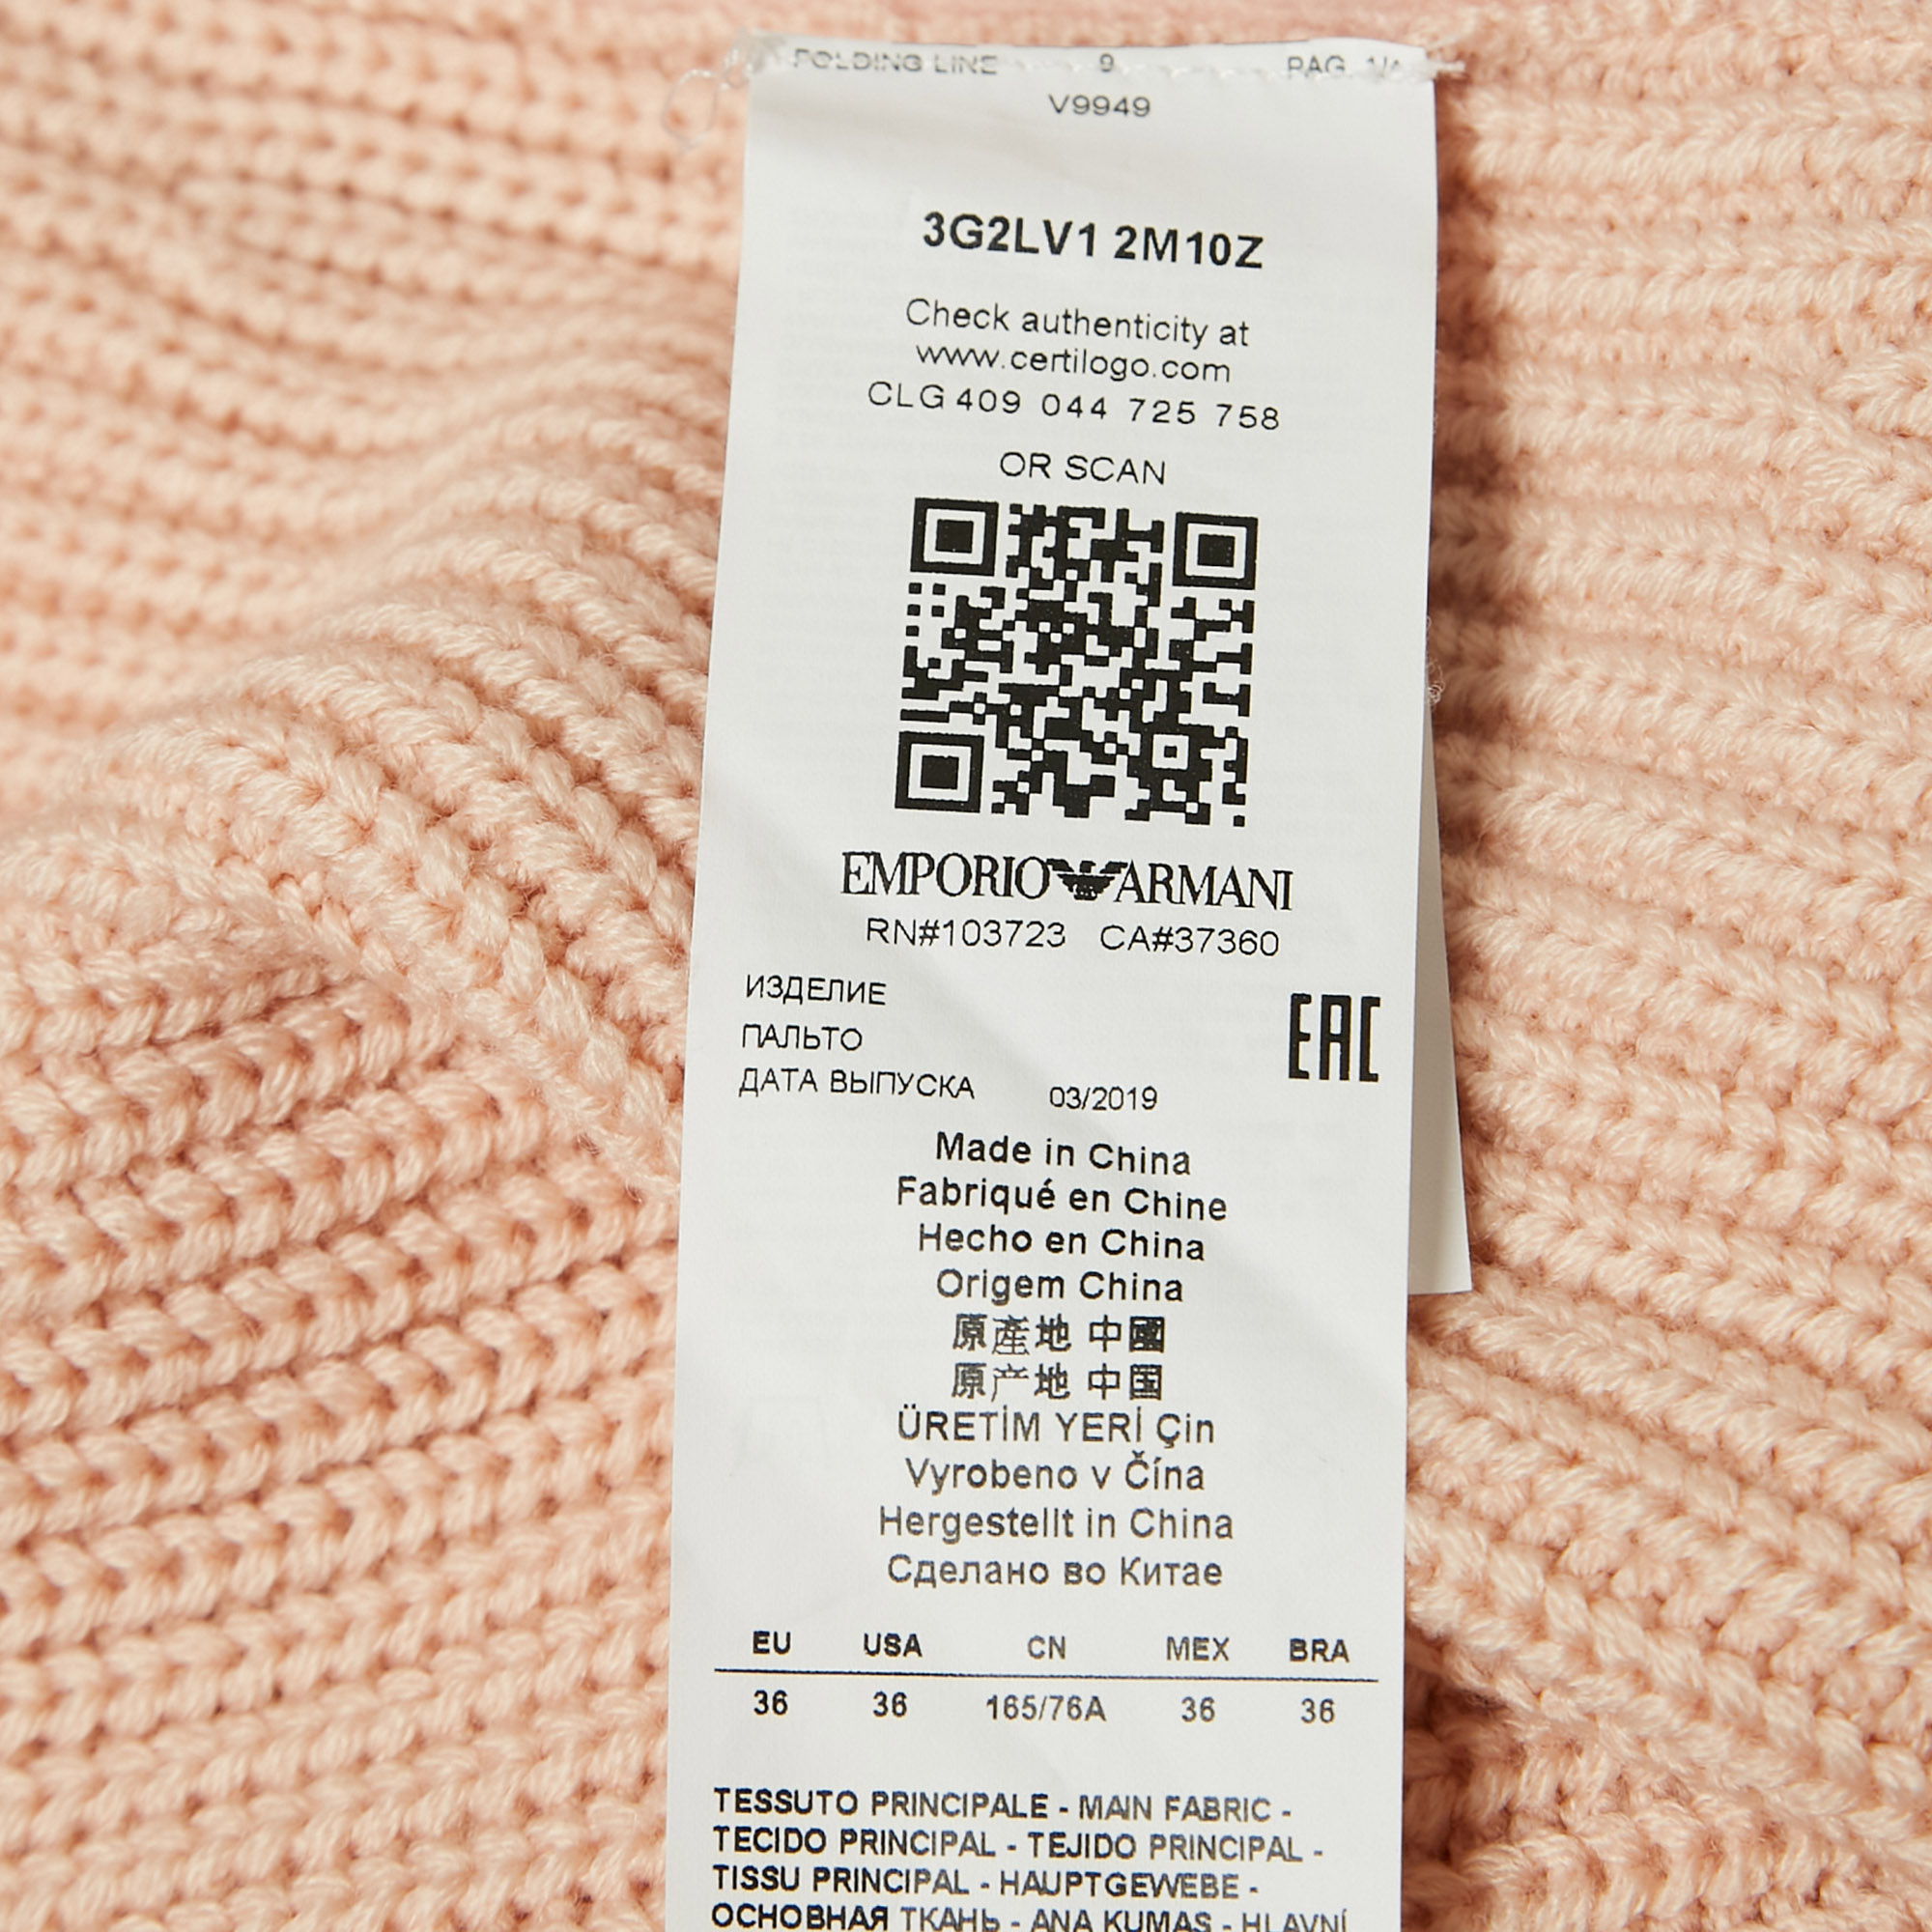 FOLDING LINE 9 PAG. 1/
V9949
3G2LV1 2M10Z
Check authenticity at
www.certilogo.com
CLG 409 044 725 758
OR SCAN
EMPORIO ARMANI
RN#103723 CA#37360
ИЗДЕЛИЕ
ПАЛЬТО
EAC
ДАТА ВЫПУСКА 03/2019
Made in China
Fabriqué en Chine
Hecho en China
Origem China
原產地 中國
原产地 中国
ÜRETİM YERİ Çin
Vyrobeno v Čína
Hergestellt in China
Сделано во Китае
EU USA CN MEX BRA
36 36 165/76A 36 36
TESSUTO PRINCIPALE - MAIN FABRIC -
TECIDO PRINCIPAL - TEJIDO PRINCIPAL -
TISSU PRINCIPAL - HAUPTGEWEBE -
ОСНОВНАЯ ТКАНЬ - ANA KUMAS - HLAVNÍ